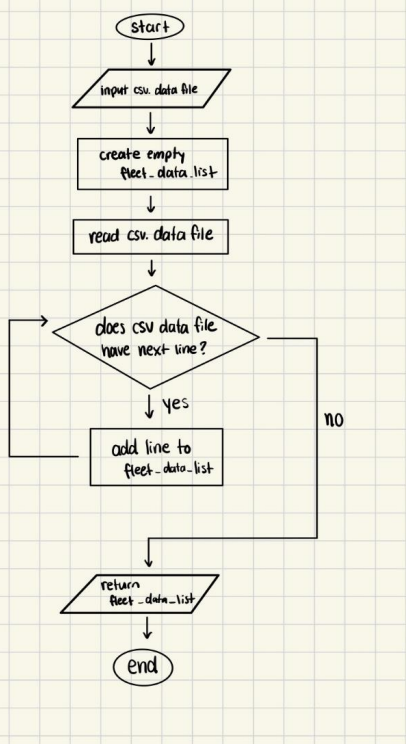 start
input csv. data file
create empty
fleet_data_list
read csv. data file
does csv data file
have next line?
yes
add line to
fleet_data_list
no
return
fleet_data_list
end